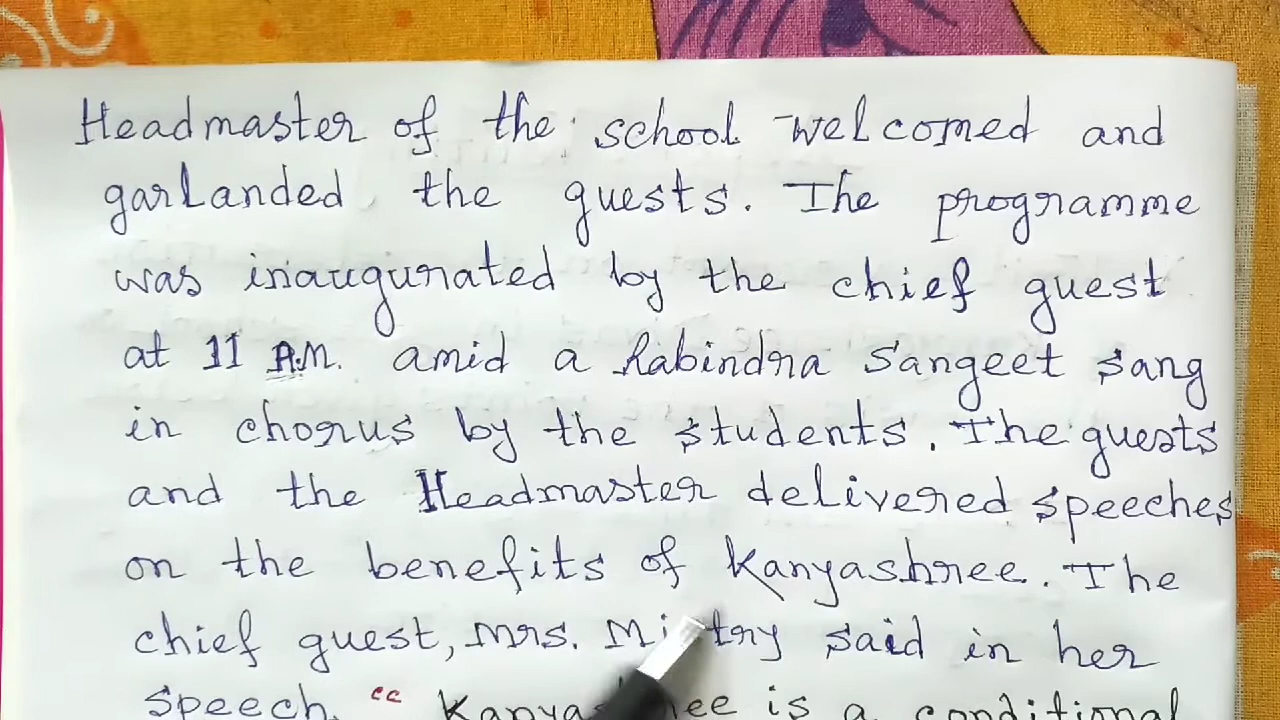 Headmaster of the school welcomed and
garlanded the guests. The programme
was inaugurated by the chief guest
at 11 A.M. amid a Rabindra Sangeet sang
in chorus by the students. The guests
and the Headmaster delivered speeches
on the benefits of Kanyashree. The
chief guest, Mrs. said in her
speech, “ is a conditional